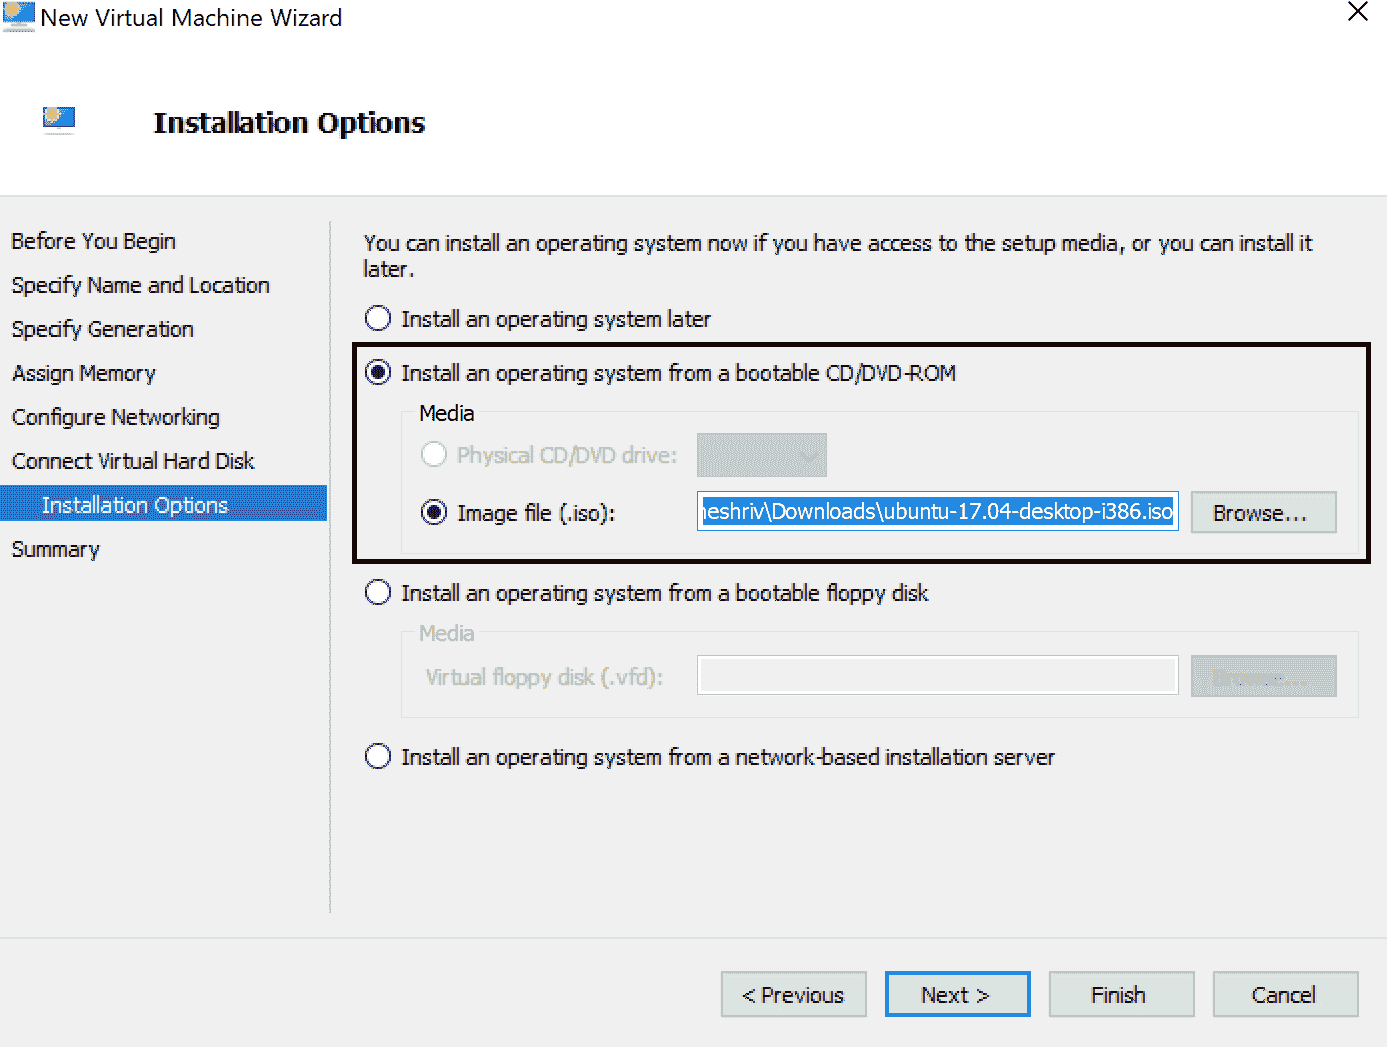 New Virtual Machine Wizard
Installation Options
Before You Begin
Specify Name and Location
Specify Generation
Assign Memory
Configure Networking
Connect Virtual Hard Disk
Installation Options
Summary
You can install an operating system now if you have access to the setup media, or you can install it
later.
Install an operating system later
Install an operating system from a bootable CD/DVD-ROM
Media
Physical CD/DVD drive:
Image file (.iso): neshriv\Downloads\ubuntu-17.04-desktop-i386.iso Browse...
Install an operating system from a bootable floppy disk
Media
Virtual floppy disk (.vfd): Browse...
Install an operating system from a network-based installation server
< Previous Next > Finish Cancel